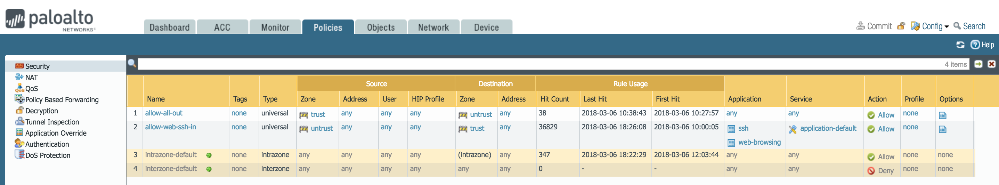 paloalto
NETWORKS
Dashboard ACC Monitor Policies Objects Network Device
Commit Config Search
Help
Security
NAT
QoS
Policy Based Forwarding
Decryption
Tunnel Inspection
Application Override
Authentication
DoS Protection
4 items
Source Destination Rule Usage
Name Tags Type Zone Address User HIP Profile Zone Address Hit Count Last Hit First Hit Application Service Action Profile Options
1 allow-all-out none universal trust any any any untrust any 38 2018-03-06 10:38:43 2018-03-06 10:27:57 any any Allow none
2 allow-web-ssh-in none universal untrust any any any trust any 36829 2018-03-06 18:26:08 2018-03-06 10:00:05 ssh application-default Allow none
web-browsing
3 intrazone-default none intrazone any any any any (intrazone) any 347 2018-03-06 18:22:29 2018-03-06 12:03:44 any any Allow none none
4 interzone-default none interzone any any any any any any 0 - - any any Deny none none